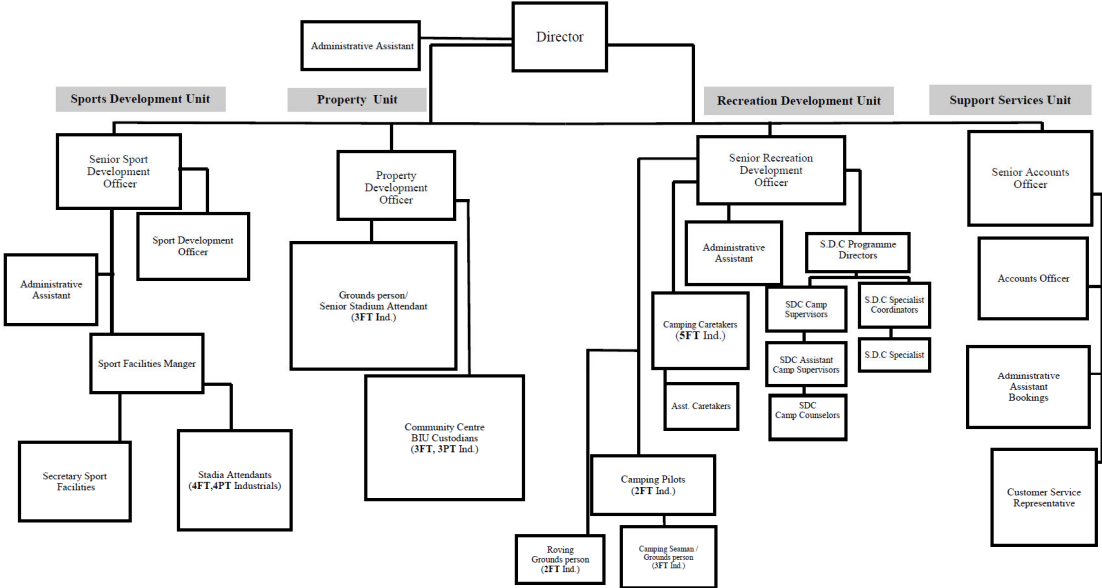 Director
Administrative Assistant
Sports Development Unit
Property Unit
Recreation Development Unit
Support Services Unit
Senior Sport
Development
Officer
Sport Development
Officer
Administrative
Assistant
Sport Facilities Manger
Secretary Sport
Facilities
Stadia Attendants
(4FT,4PT Industrials)
Property
Development
Officer
Grounds person/
Senior Stadium Attendant
(3FT Ind.)
Community Centre
BIU Custodians
(3FT, 3PT Ind.)
Senior Recreation
Development
Officer
Administrative
Assistant
S.D.C Programme
Directors
Camping Caretakers
(5FT Ind.)
Asst. Caretakers
SDC Camp
Supervisors
SDC Assistant
Camp Supervisors
SDC
Camp Counselors
S.D.C Specialist
Coordinators
S.D.C Specialist
Camping Pilots
(2FT Ind.)
Roving
Grounds person
(2FT Ind.)
Camping Seaman /
Grounds person
(3FT Ind.)
Senior Accounts
Officer
Accounts Officer
Administrative
Assistant
Bookings
Customer Service
Representative